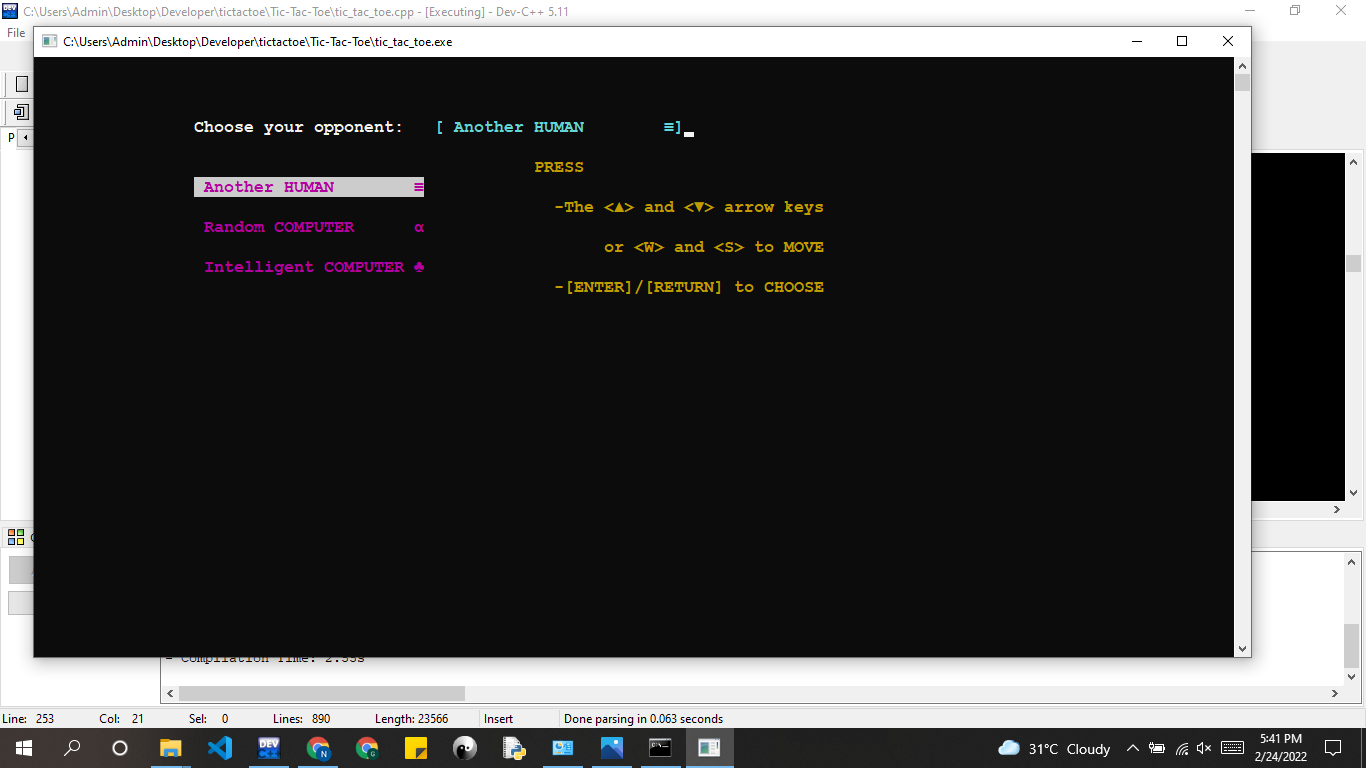 C:\Users\Admin\Desktop\Developer\tictactoe\Tic-Tac-Toe\tic_tac_toe.cpp - [Executing] - Dev-C++ 5.11
File
C:\Users\Admin\Desktop\Developer\tictactoe\Tic-Tac-Toe\tic_tac_toe.exe
Choose your opponent: [ Another HUMAN ≡]
PRESS
Another HUMAN ≡
-The <▲> and <▼> arrow keys
Random COMPUTER α
or <W> and <S> to MOVE
Intelligent COMPUTER ♣
-[ENTER]/[RETURN] to CHOOSE
P
- Compilation Time: 2.55s
Line: 253 Col: 21 Sel: 0 Lines: 890 Length: 23566 Insert Done parsing in 0.063 seconds
DEV
31°C Cloudy
5:41 PM
2/24/2022